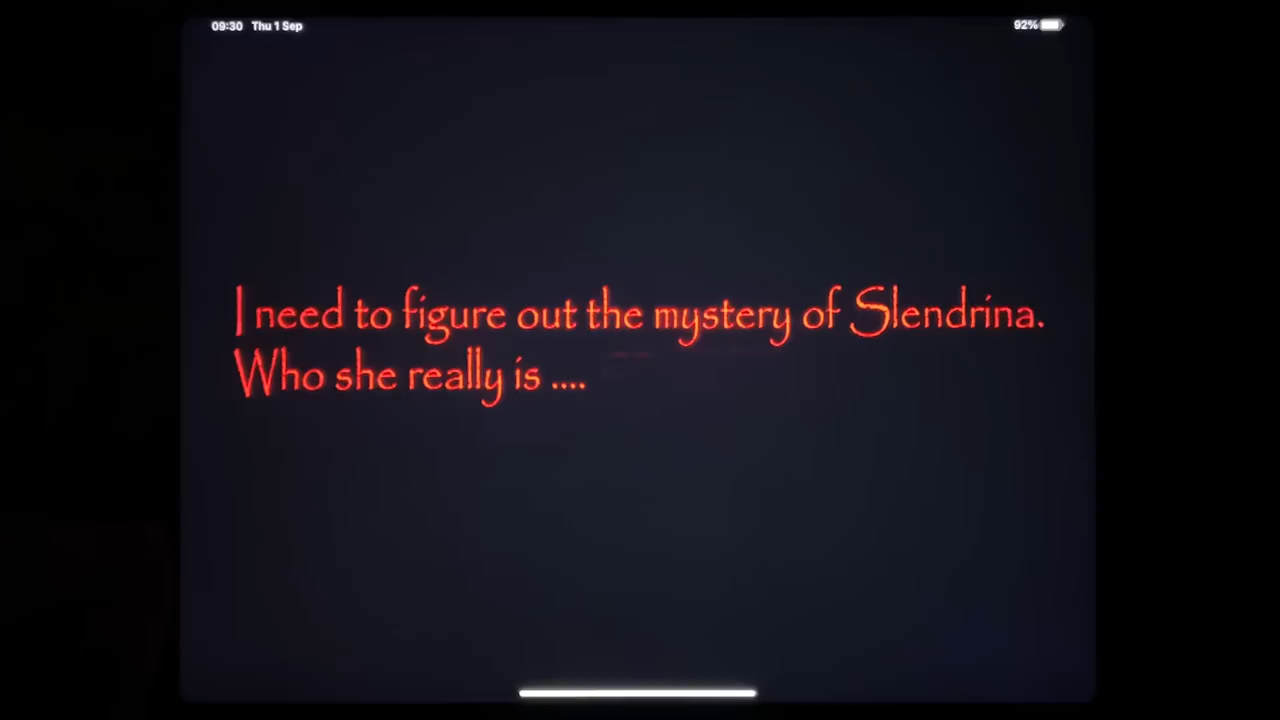 09:30 Thu 1 Sep
92%
I need to figure out the mystery of Slendrina.
Who she really is ....